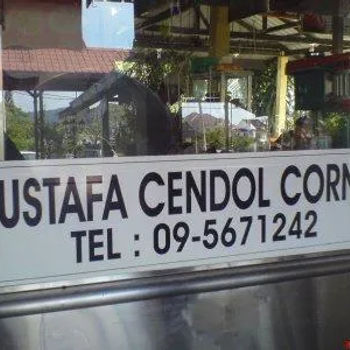 USTAFA CENDOL CORN
TEL : 09-5671242